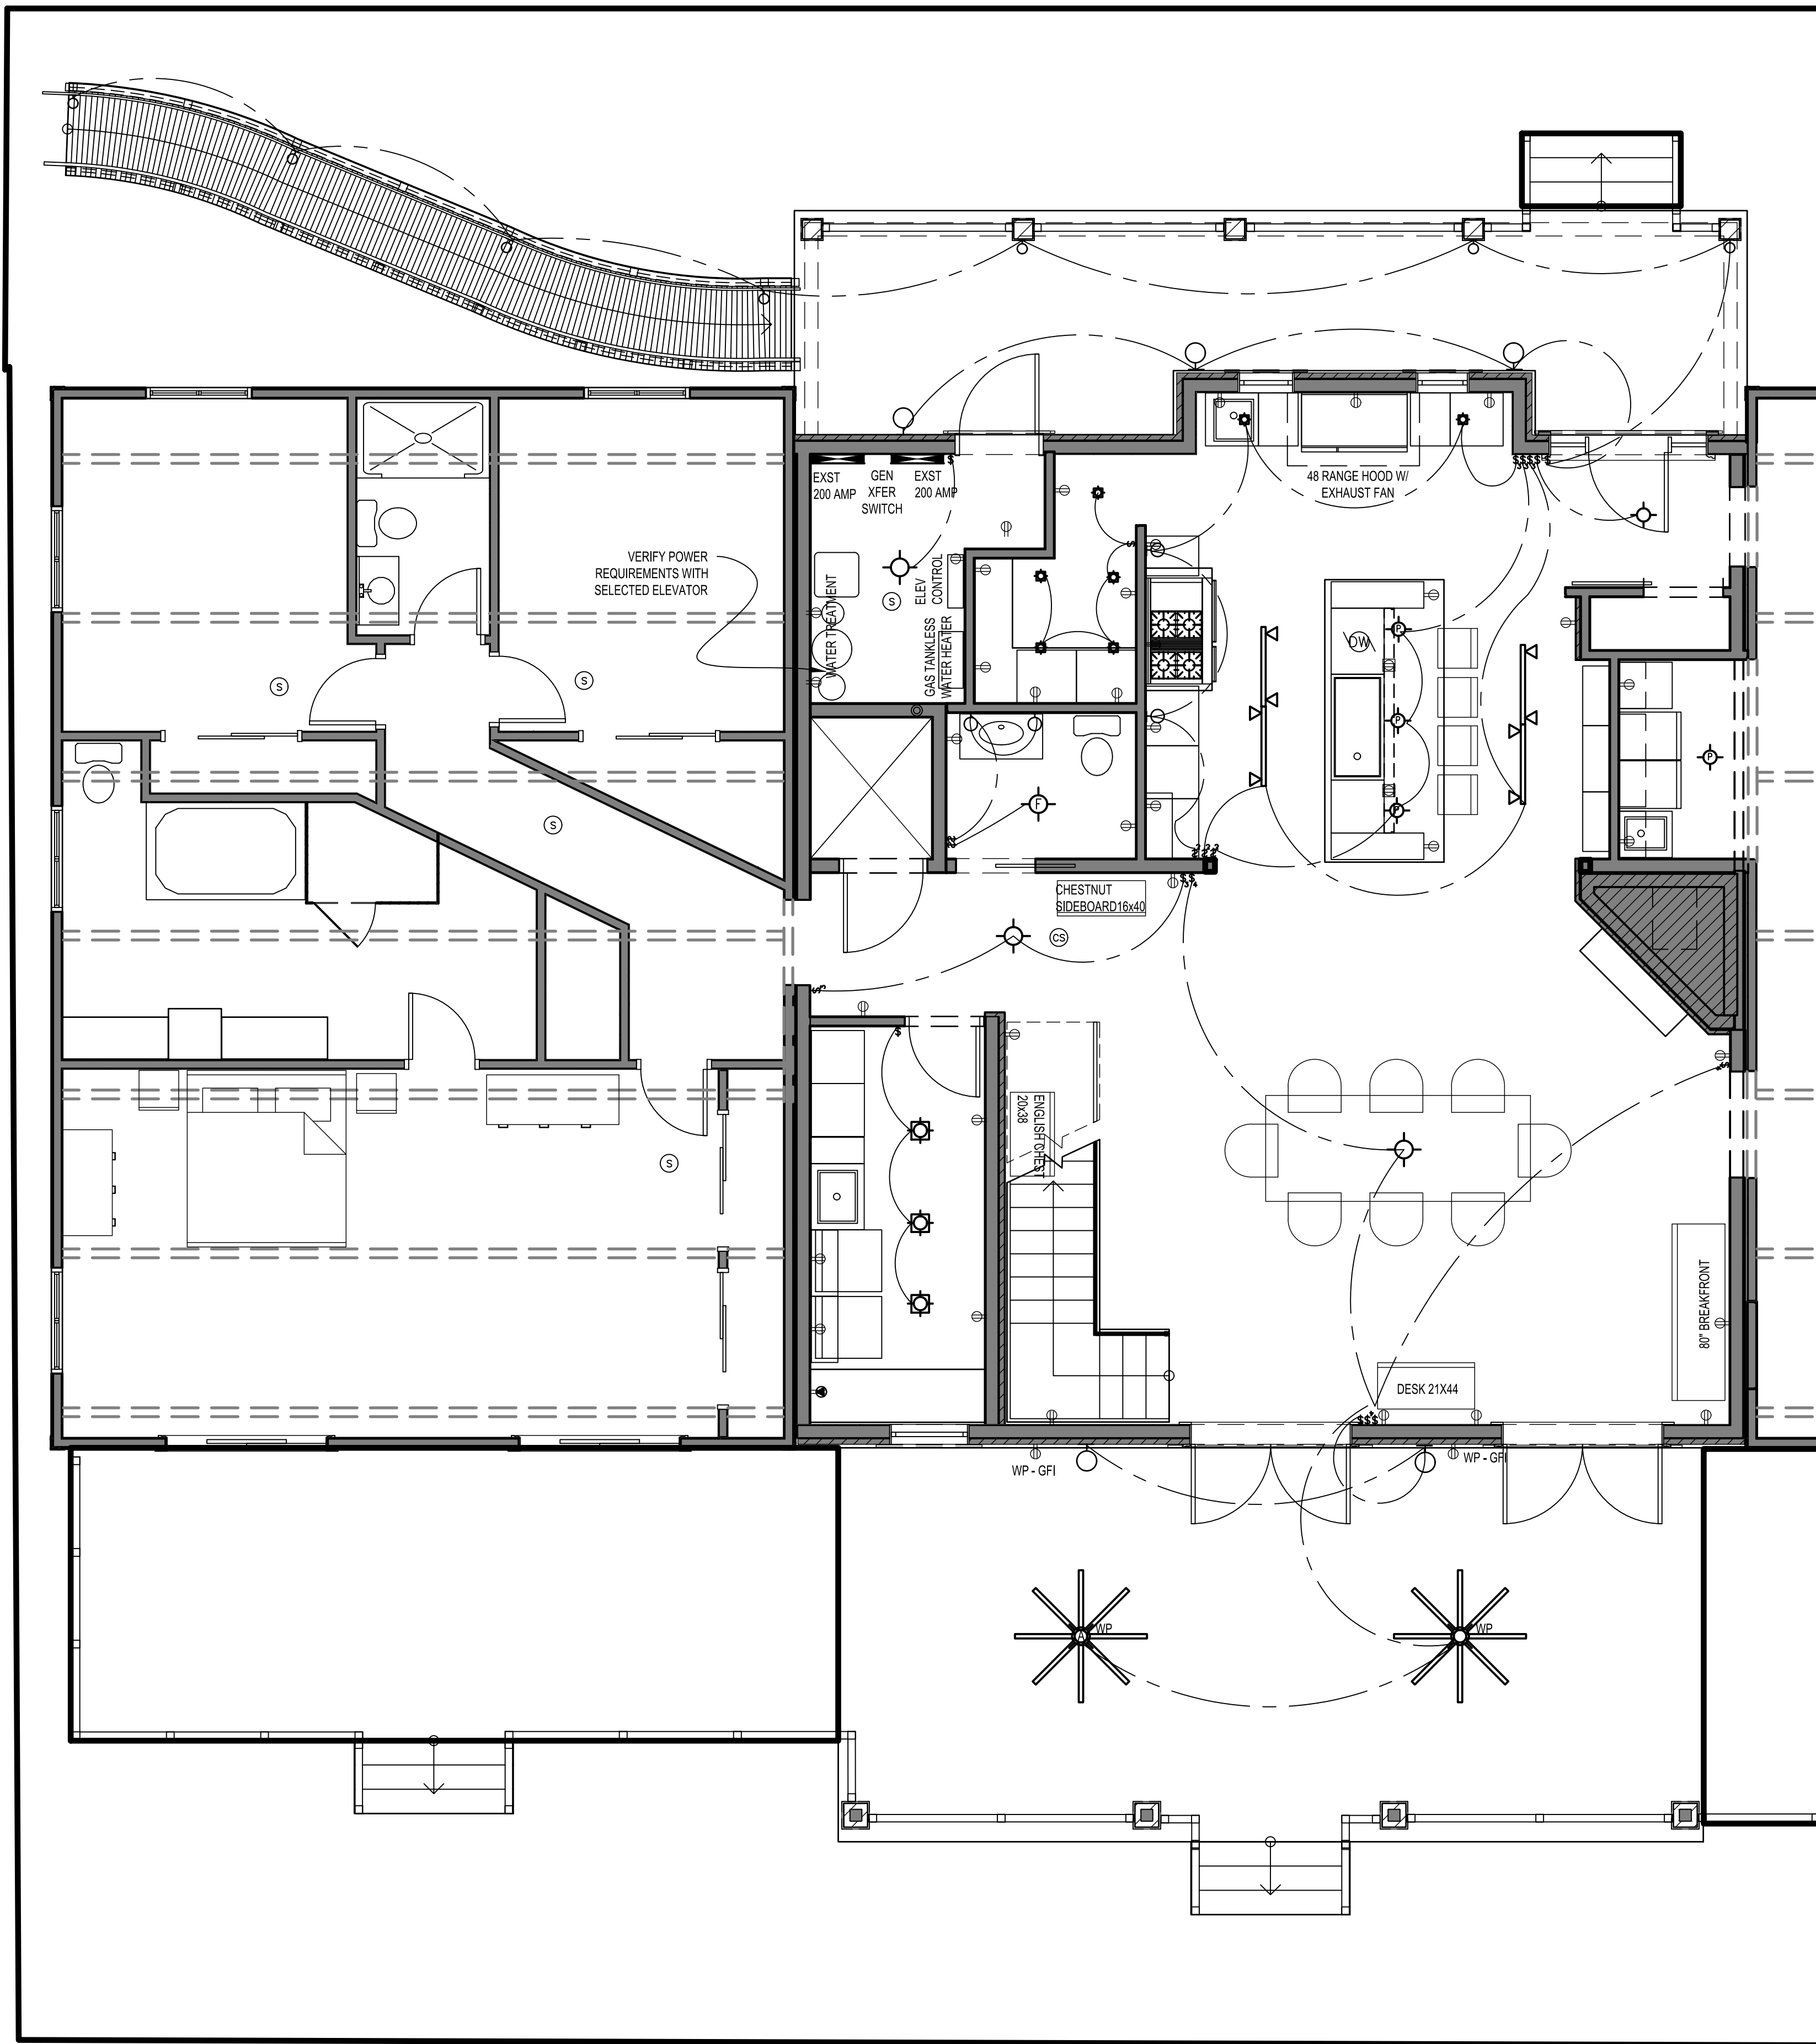 EXST
200 AMP
GEN
XFER
SWITCH
EXST
200 AMP
48 RANGE HOOD W/
EXHAUST FAN
VERIFY POWER
REQUIREMENTS WITH
SELECTED ELEVATOR
WATER TREATMENT
ELEV
CONTROL
S
GAS TANKLESS
WATER HEATER
DW
P
P
P
P
S
S
S
F
CHESTNUT
SIDEBOARD16x40
CS
ENGLISH CHEST
20x38
S
80" BREAKFRONT
DESK 21X44
WP - GFI
WP - GFI
A
WP
WP